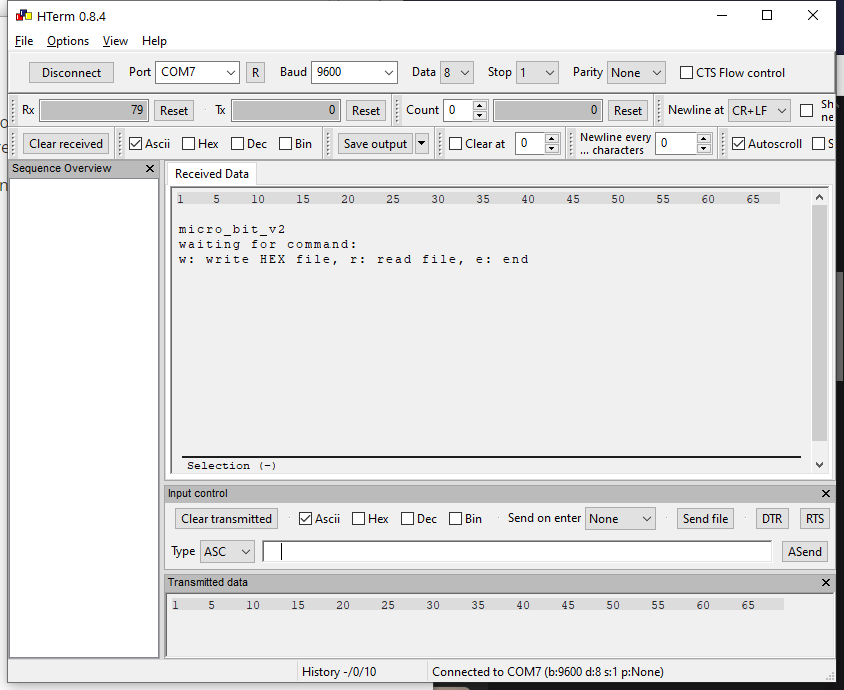 HTerm 0.8.4
File Options View Help
Disconnect Port COM7 R Baud 9600 Data 8 Stop 1 Parity None CTS Flow control
Rx 79 Reset Tx 0 Reset Count 0 0 Reset Newline at CR+LF Sh
ne
Clear received Ascii Hex Dec Bin Save output Clear at 0 Newline every
... characters 0 Autoscroll S
Sequence Overview
Received Data
1 5 10 15 20 25 30 35 40 45 50 55 60 65
micro_bit_v2
waiting for command:
w: write HEX file, r: read file, e: end
Selection (-)
Input control
Clear transmitted Ascii Hex Dec Bin Send on enter None Send file DTR RTS
Type ASC ASend
Transmitted data
1 5 10 15 20 25 30 35 40 45 50 55 60 65
History -/0/10 Connected to COM7 (b:9600 d:8 s:1 p:None)